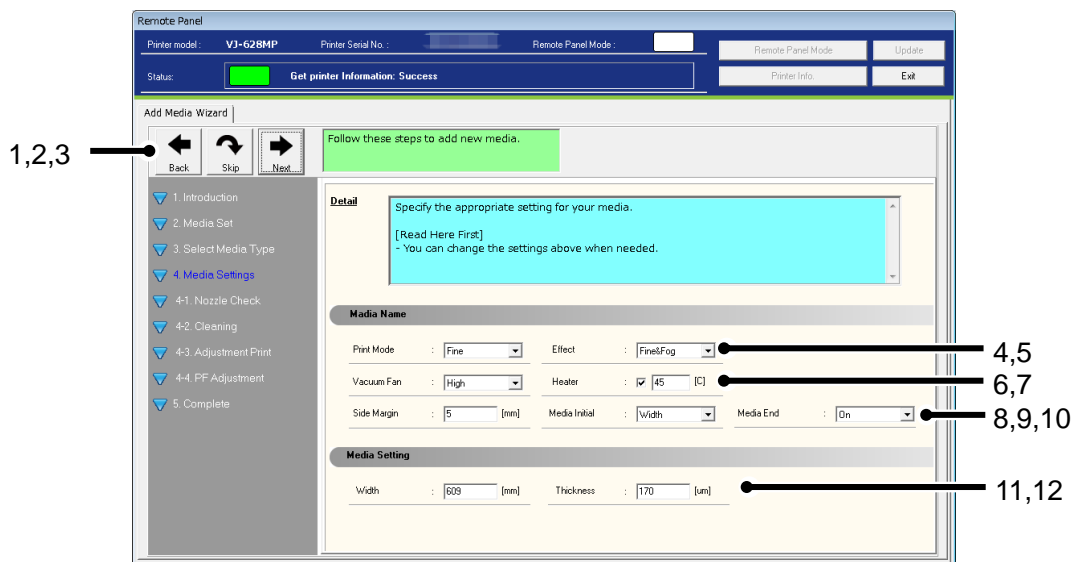 Remote Panel
Printer model : VJ-628MP Printer Serial No. : Remote Panel Mode : Remote Panel Mode Update
Status: Get printer Information: Success Printer Info. Exit
Add Media Wizard
1,2,3
Back Skip Next
Follow these steps to add new media.
1. Introduction
2. Media Set
3. Select Media Type
4. Media Settings
4-1. Nozzle Check
4-2. Cleaning
4-3. Adjustment Print
4-4. PF Adjustment
5. Complete
Detail
Specify the appropriate setting for your media.
[Read Here First]
- You can change the settings above when needed.
Madia Name
Print Mode : Fine Effect : Fine&Fog
4,5
Vacuum Fan : High Heater : 45 [C]
6,7
Side Margin : 5 [mm] Media Initial : Width Media End : On
8,9,10
Media Setting
Width : 609 [mm] Thickness : 170 [um]
11,12